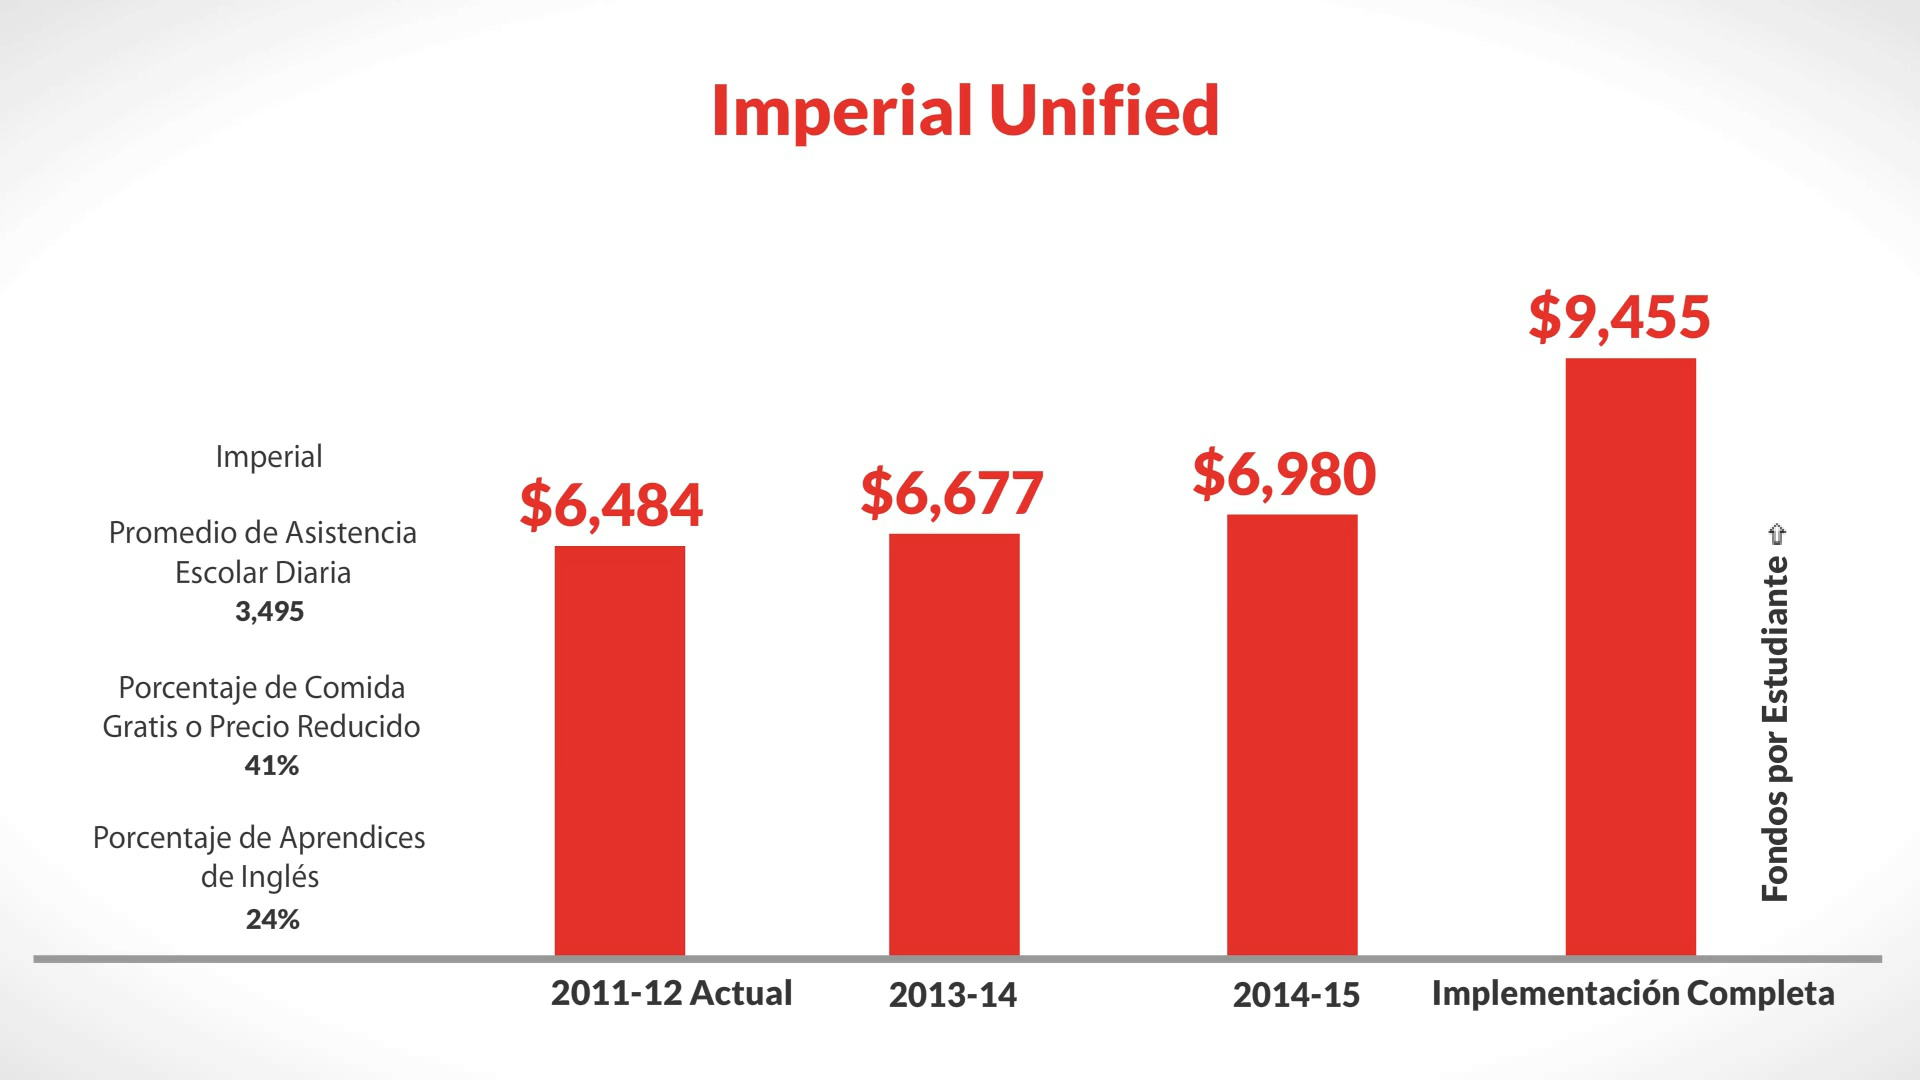 Imperial Unified
Imperial
Promedio de Asistencia
Escolar Diaria
3,495
Porcentaje de Comida
Gratis o Precio Reducido
41%
Porcentaje de Aprendices
de Inglés
24%
$6,484
$6,677
$6,980
$9,455
2011-12 Actual
2013-14
2014-15
Implementación Completa
Fondos por Estudiante ⇧